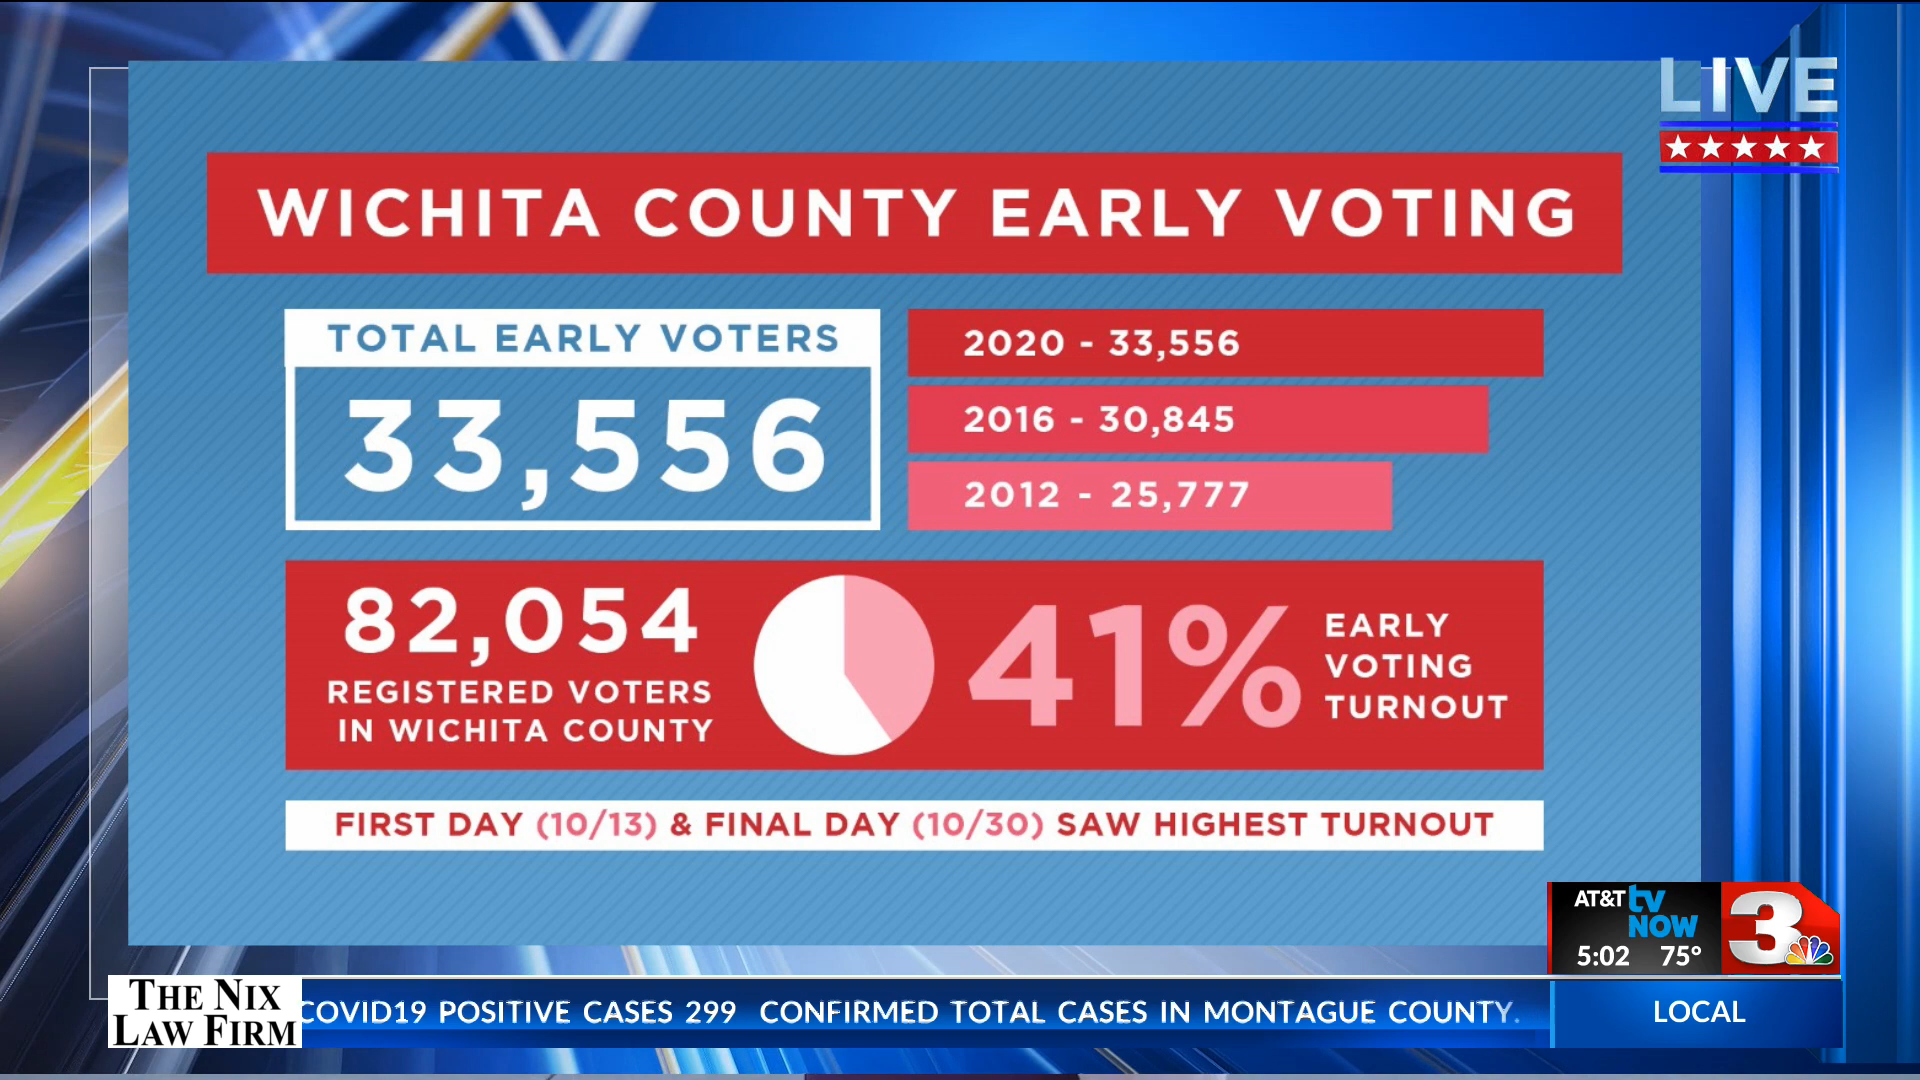 LIVE
WICHITA COUNTY EARLY VOTING
TOTAL EARLY VOTERS
33,556
2020 - 33,556
2016 - 30,845
2012 - 25,777
82,054
REGISTERED VOTERS
IN WICHITA COUNTY
41%
EARLY
VOTING
TURNOUT
FIRST DAY (10/13) & FINAL DAY (10/30) SAW HIGHEST TURNOUT
AT&T tv
NOW
5:02 75°
3
THE NIX
LAW FIRM
COVID19 POSITIVE CASES 299 CONFIRMED TOTAL CASES IN MONTAGUE COUNTY.
LOCAL